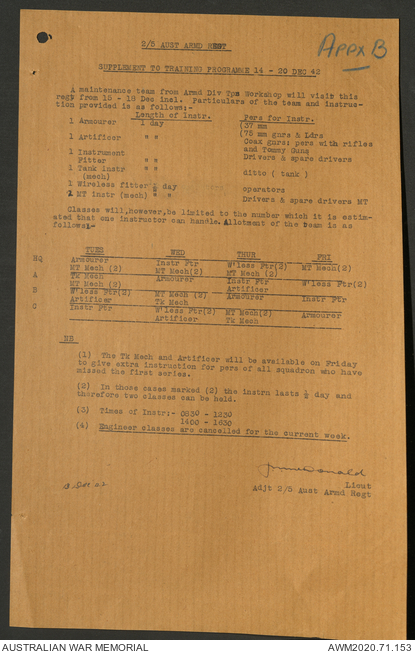 2/5 AUST ARMD REGT
Appx B
SUPPLEMENT TO TRAINING PROGRAMME 14 - 20 DEC 42
A maintenance team from Armd Div Tps Workshop will visit this
regt from 15 - 18 Dec incl. Particulars of the team and instruc-
tion provided is as follows:-
Length of Instr. Pers for Instr.
1 Armourer 1 day (37 mm
(75 mm gnrs & Ldrs
1 Artificer " " Coax gnrs: pers with rifles
and Tommy Guns
1 Instrument
Fitter " " Drivers & spare drivers
1 Tank instr " " ditto ( tank )
(mech)
1 Wireless fitter ½ day operators
2 MT instr (mech) " " Drivers & spare drivers MT
Classes will,however,be limited to the number which it is estim-
ated that one instructor can handle. Allotment of the team is as
follows:-
TUES WED THUR FRI
HQ Armourer Instr Ftr W'less Ftr(2) MT Mech(2)
MT Mech (2) MT Mech(2) MT Mech (2)
A Tk Mech Armourer Instr Ftr W'less Ftr(2)
MT Mech (2) Artificer
B W'less Ftr(2) MT Mech (2) Armourer Instr Ftr
Artificer Tk Mech
C Instr Ftr W'less Ftr(2) MT Mech(2) Armourer
Artificer Tk Mech
NB
(1) The Tk Mech and Artificer will be available on Friday
to give extra instruction for pers of all squadron who have
missed the first series.
(2) In those cases marked (2) the instrn lasts ½ day and
therefore two classes can be held.
(3) Times of Instr:- 0830 - 1230
1400 - 1630
(4) Engineer classes are cancelled for the current week.
Lieut
Adjt 2/5 Aust Armd Regt
Dec 42
AUSTRALIAN WAR MEMORIAL AWM2020.71.153